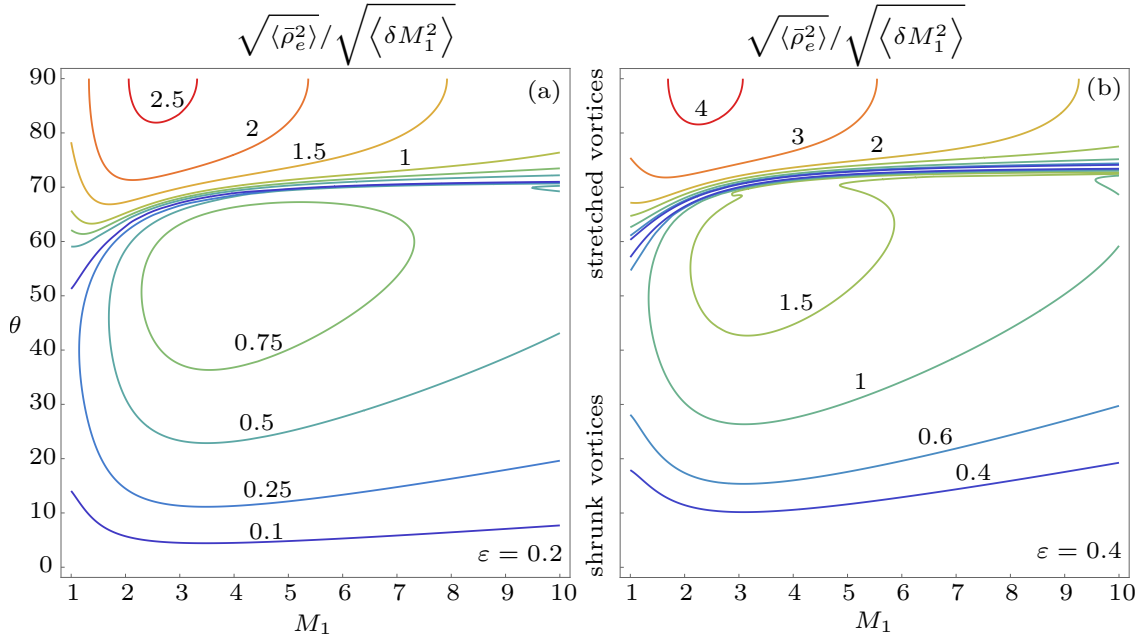 √⟨ρ̄ₑ²⟩/√⟨δM₁²⟩
(a)
90
80
70
60
50
40
30
20
10
0
θ
2.5
2
1.5
1
0.75
0.5
0.25
0.1
ε = 0.2
1 2 3 4 5 6 7 8 9 10
M₁
√⟨ρ̄ₑ²⟩/√⟨δM₁²⟩
(b)
stretched vortices
shrunk vortices
4
3
2
1.5
1
0.6
0.4
ε = 0.4
1 2 3 4 5 6 7 8 9 10
M₁